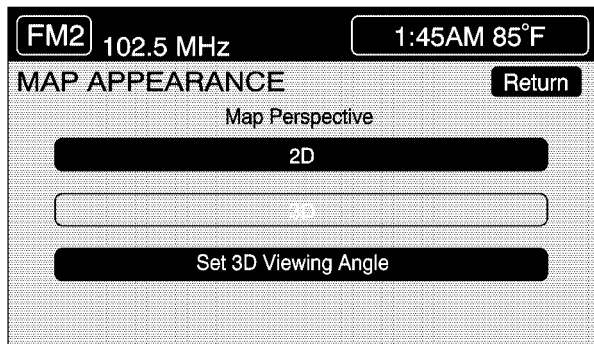 FM2 102.5 MHz 1:45AM 85°F
MAP APPEARANCE Return
Map Perspective
2D
3D
Set 3D Viewing Angle